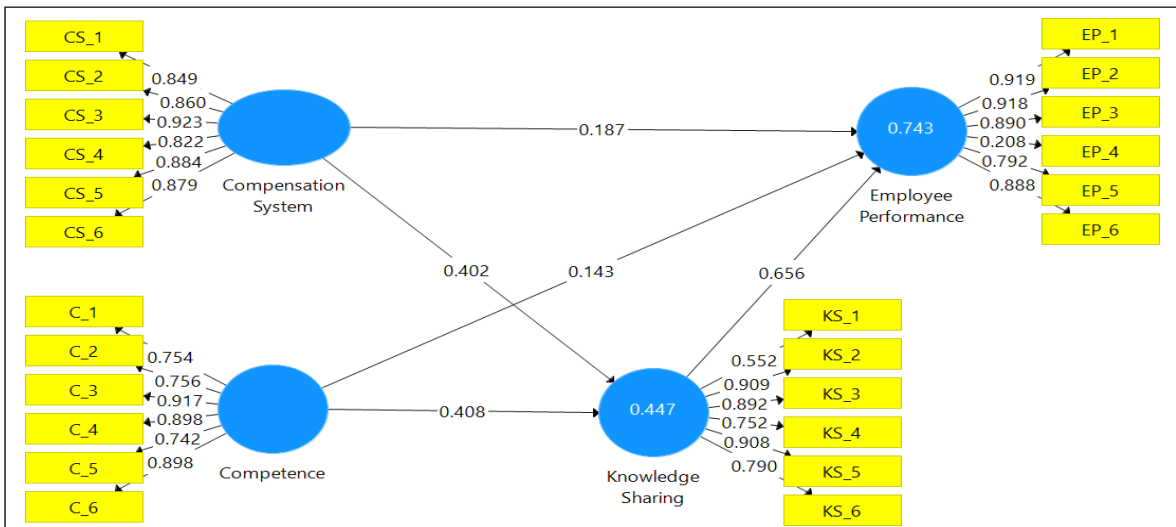 CS_1
CS_2
CS_3
CS_4
CS_5
CS_6
0.849
0.860
0.923
0.822
0.884
0.879
Compensation
System
0.187
0.402
0.143
0.656
0.408
EP_1
EP_2
EP_3
EP_4
EP_5
EP_6
0.919
0.918
0.890
0.208
0.792
0.888
0.743
Employee
Performance
C_1
C_2
C_3
C_4
C_5
C_6
0.754
0.756
0.917
0.898
0.742
0.898
Competence
0.447
Knowledge
Sharing
KS_1
KS_2
KS_3
KS_4
KS_5
KS_6
0.552
0.909
0.892
0.752
0.908
0.790